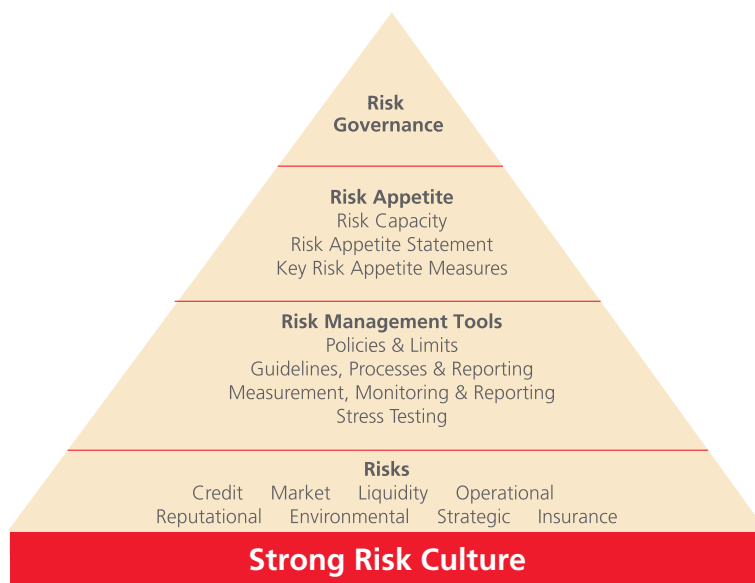 Risk
Governance
Risk Appetite
Risk Capacity
Risk Appetite Statement
Key Risk Appetite Measures
Risk Management Tools
Policies & Limits
Guidelines, Processes & Reporting
Measurement, Monitoring & Reporting
Stress Testing
Risks
Credit Market Liquidity Operational
Reputational Environmental Strategic Insurance
Strong Risk Culture